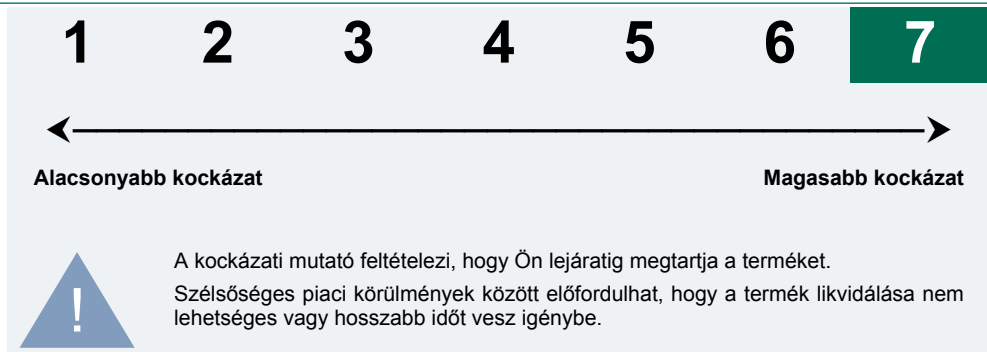 1 2 3 4 5 6 7
Alacsonyabb kockázat Magasabb kockázat
A kockázati mutató feltételezi, hogy Ön lejáratig megtartja a terméket.
Szélsőséges piaci körülmények között előfordulhat, hogy a termék likvidálása nem
lehetséges vagy hosszabb időt vesz igénybe.
!